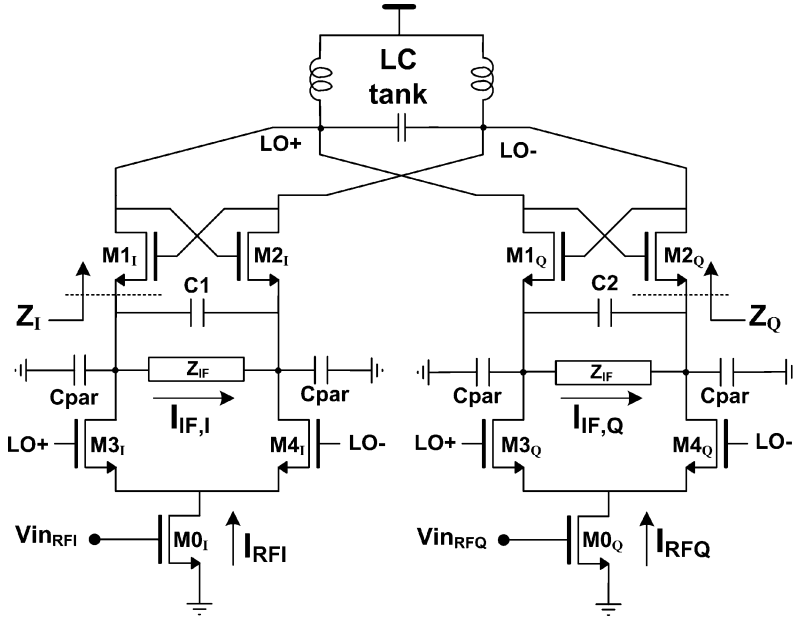 LC
tank
LO+
LO-
M1I
M2I
M1Q
M2Q
C1
C2
ZI
ZQ
ZIF
ZIF
Cpar
Cpar
Cpar
Cpar
IIF,I
IIF,Q
LO+
M3I
M4I
LO-
LO+
M3Q
M4Q
LO-
VinRFI
M0I
IRFI
VinRFQ
M0Q
IRFQ